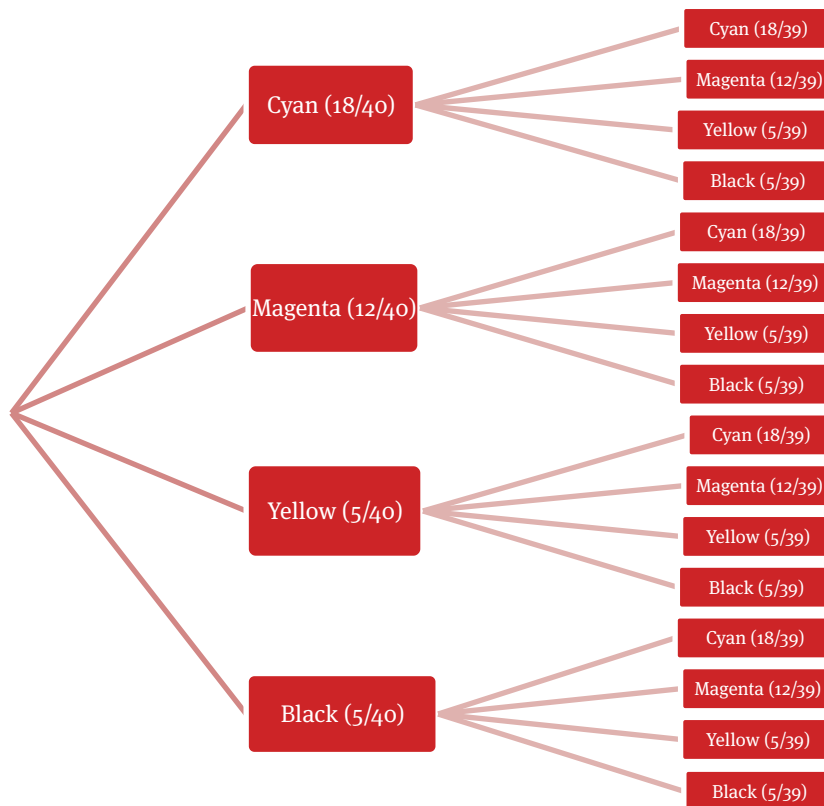 Cyan (18/40)
Cyan (18/39)
Magenta (12/39)
Yellow (5/39)
Black (5/39)
Magenta (12/40)
Cyan (18/39)
Magenta (12/39)
Yellow (5/39)
Black (5/39)
Yellow (5/40)
Cyan (18/39)
Magenta (12/39)
Yellow (5/39)
Black (5/39)
Black (5/40)
Cyan (18/39)
Magenta (12/39)
Yellow (5/39)
Black (5/39)